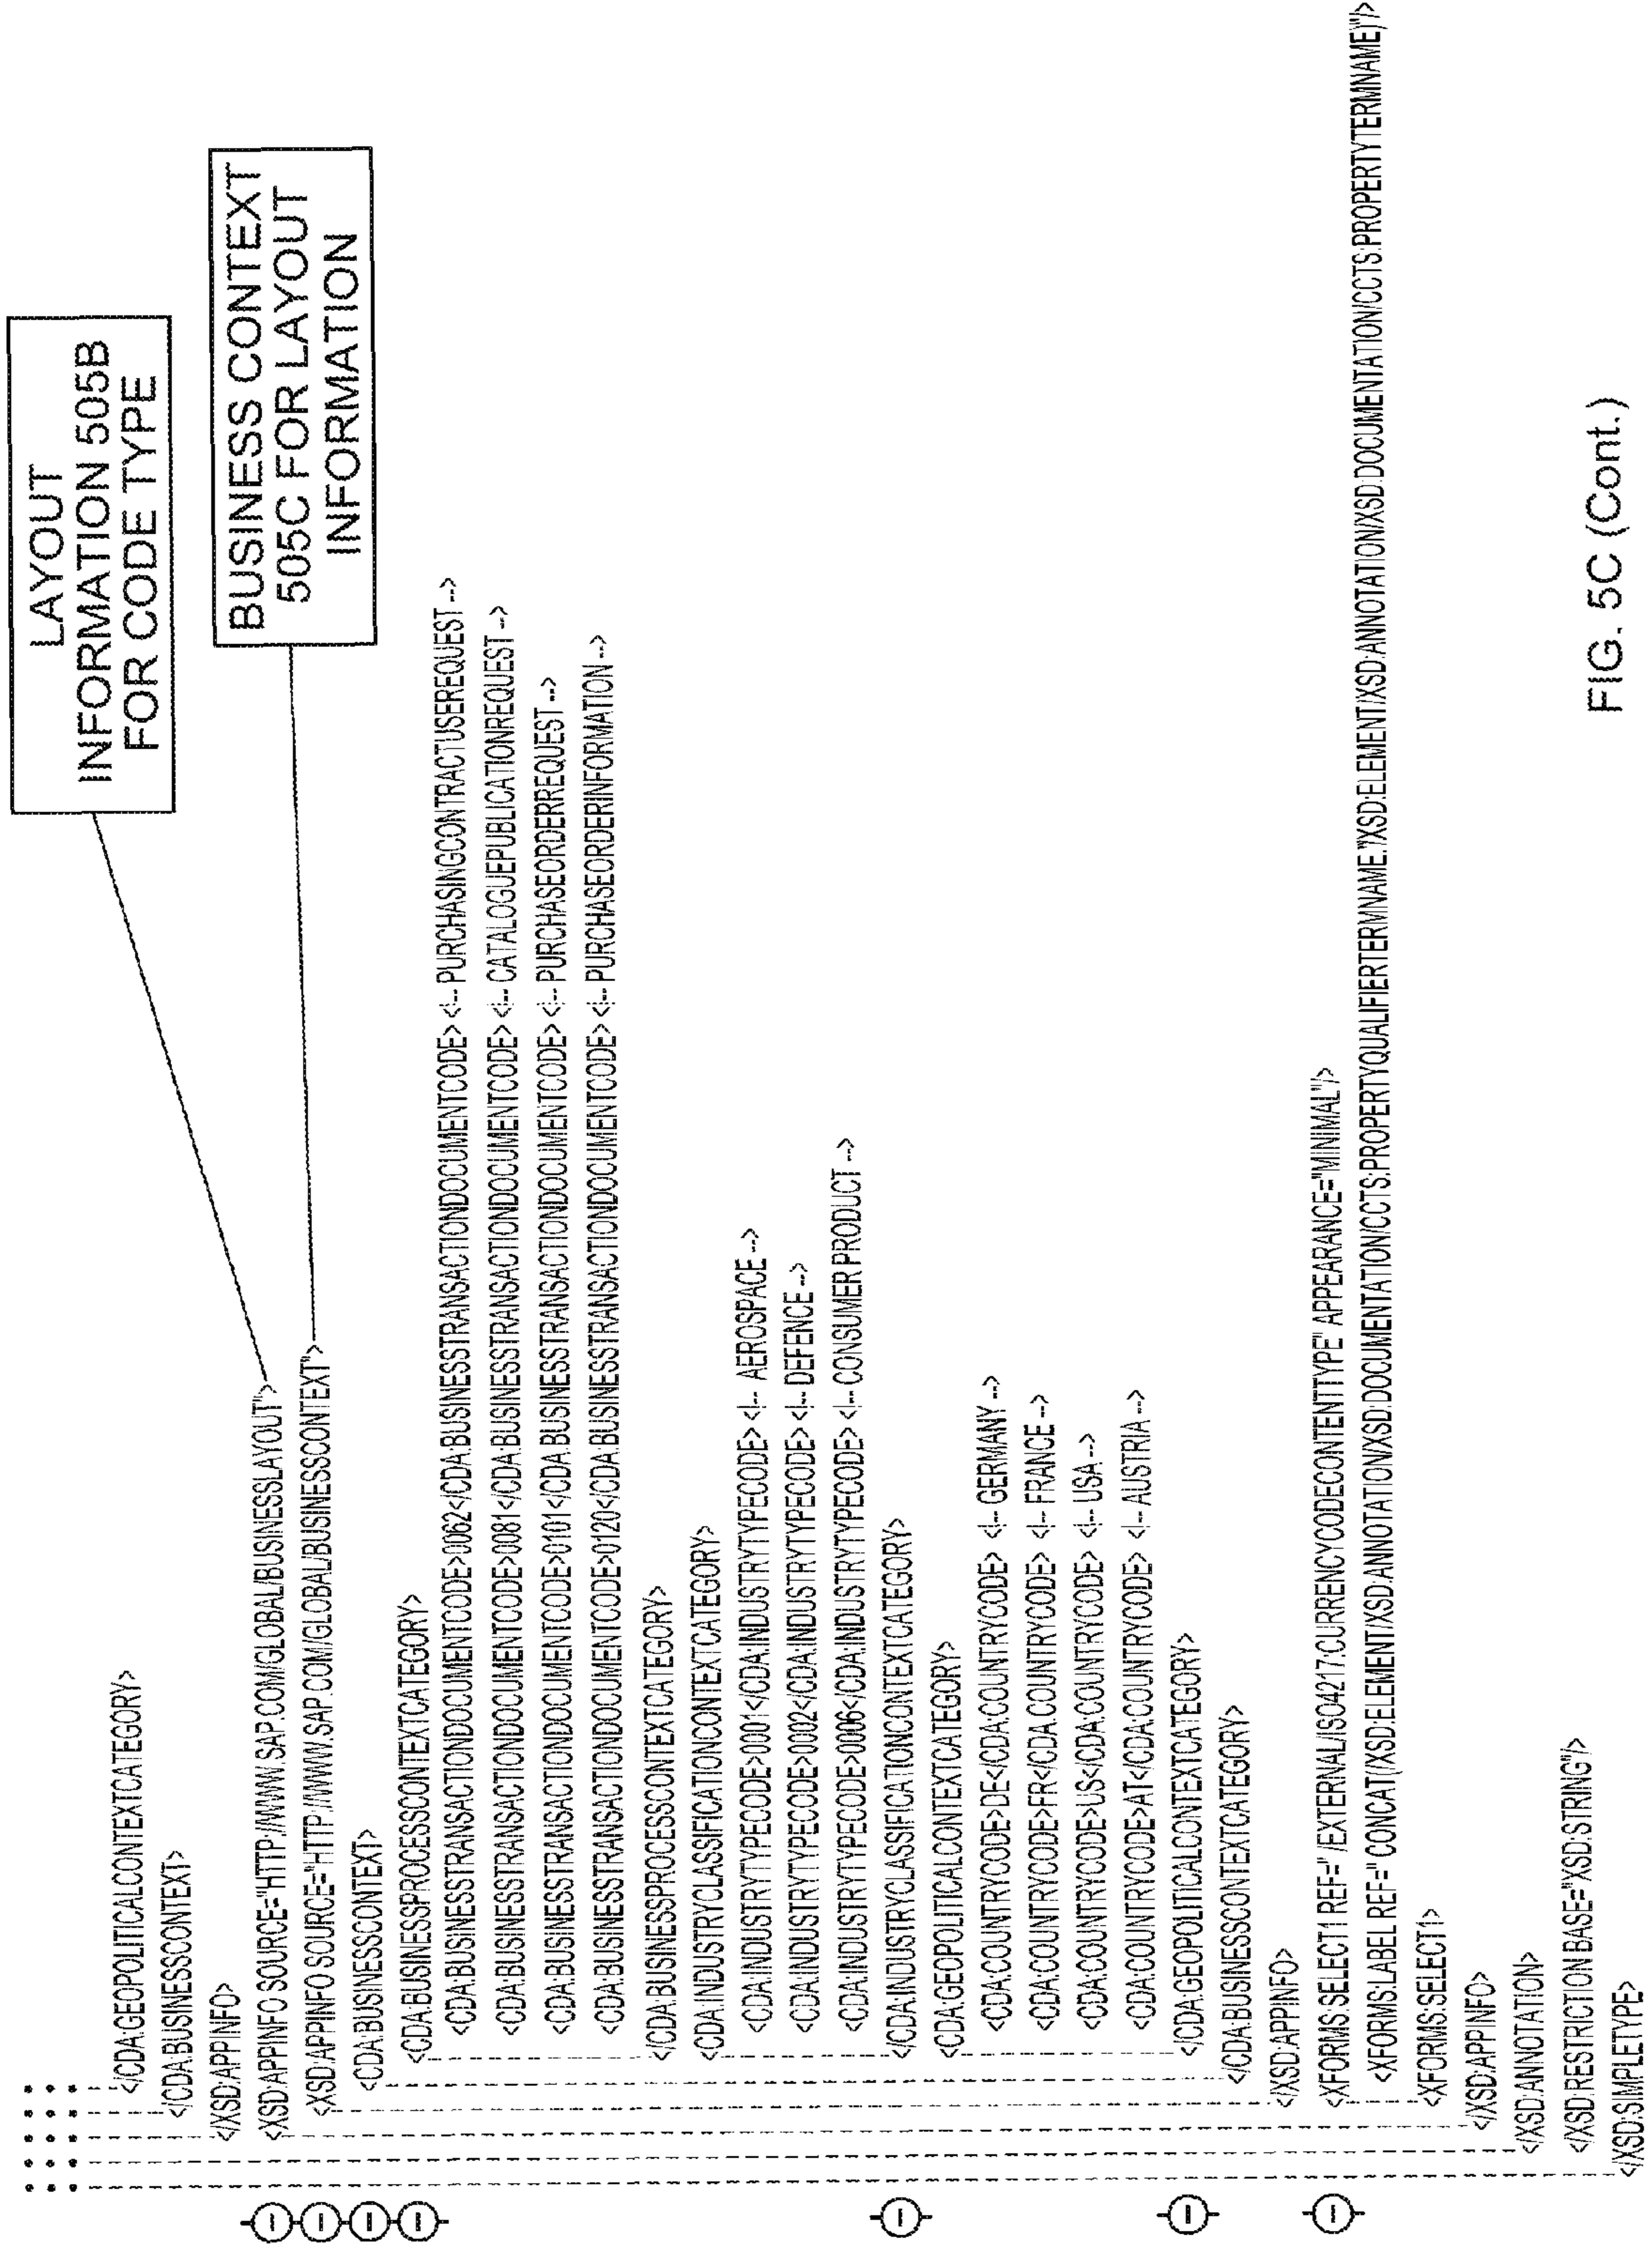 </CDA:GEOPOLITICALCONTEXTCATEGORY>
</CDA:BUSINESSCONTEXT>
</XSD:APPINFO>
<XSD:APPINFO SOURCE="HTTP://WWW.SAP.COM/GLOBAL/BUSINESSLAYOUT">
<XSD:APPINFO SOURCE="HTTP://WWW.SAP.COM/GLOBAL/BUSINESSCONTEXT">
<CDA:BUSINESSCONTEXT>
<CDA:BUSINESSPROCESSCONTEXTCATEGORY>
<CDA:BUSINESSTRANSACTIONDOCUMENTCODE>0062</CDA:BUSINESSTRANSACTIONDOCUMENTCODE> <!-- PURCHASINGCONTRACTUSEREQUEST -->
<CDA:BUSINESSTRANSACTIONDOCUMENTCODE>0081</CDA:BUSINESSTRANSACTIONDOCUMENTCODE> <!-- CATALOGUEPUBLICATIONREQUEST -->
<CDA:BUSINESSTRANSACTIONDOCUMENTCODE>0101</CDA:BUSINESSTRANSACTIONDOCUMENTCODE> <!-- PURCHASEORDERREQUEST -->
<CDA:BUSINESSTRANSACTIONDOCUMENTCODE>0120</CDA:BUSINESSTRANSACTIONDOCUMENTCODE> <!-- PURCHASEORDERINFORMATION -->
</CDA:BUSINESSPROCESSCONTEXTCATEGORY>
<CDA:INDUSTRYCLASSIFICATIONCONTEXTCATEGORY>
<CDA:INDUSTRYTYPECODE>0001</CDA:INDUSTRYTYPECODE> <!-- AEROSPACE -->
<CDA:INDUSTRYTYPECODE>0002</CDA:INDUSTRYTYPECODE> <!-- DEFENCE -->
<CDA:INDUSTRYTYPECODE>0006</CDA:INDUSTRYTYPECODE> <!-- CONSUMER PRODUCT -->
</CDA:INDUSTRYCLASSIFICATIONCONTEXTCATEGORY>
<CDA:GEOPOLITICALCONTEXTCATEGORY>
<CDA:COUNTRYCODE>DE</CDA:COUNTRYCODE> <!-- GERMANY -->
<CDA:COUNTRYCODE>FR</CDA:COUNTRYCODE> <!-- FRANCE -->
<CDA:COUNTRYCODE>US</CDA:COUNTRYCODE> <!-- USA -->
<CDA:COUNTRYCODE>AT</CDA:COUNTRYCODE> <!-- AUSTRIA -->
</CDA:GEOPOLITICALCONTEXTCATEGORY>
</CDA:BUSINESSCONTEXTCATEGORY>
</XSD:APPINFO>
<XFORMS:SELECT1 REF=" /EXTERNAL/ISO4217:CURRENCYCODECONTENTTYPE" APPEARANCE="MINIMAL"/>
<XFORMS:LABEL REF=" CONCAT(/XSD:ELEMENT/XSD:ANNOTATION/XSD:DOCUMENTATION/XSD:DOCUMENTATION/CCTS:PROPERTYQUALIFIERTERMNAME,"/XSD:ELEMENT/XSD:ANNOTATION/XSD:DOCUMENTATION/CCTS:PROPERTYTERMNAME)"/>
<XFORMS:SELECT1>
</XSD:APPINFO>
</XSD:ANNOTATION>
</XSD:RESTRICTION BASE="XSD:STRING"/>
</XSD:SIMPLETYPE>
LAYOUT
INFORMATION 505B
FOR CODE TYPE
BUSINESS CONTEXT
505C FOR LAYOUT
INFORMATION
FIG. 5C (Cont.)